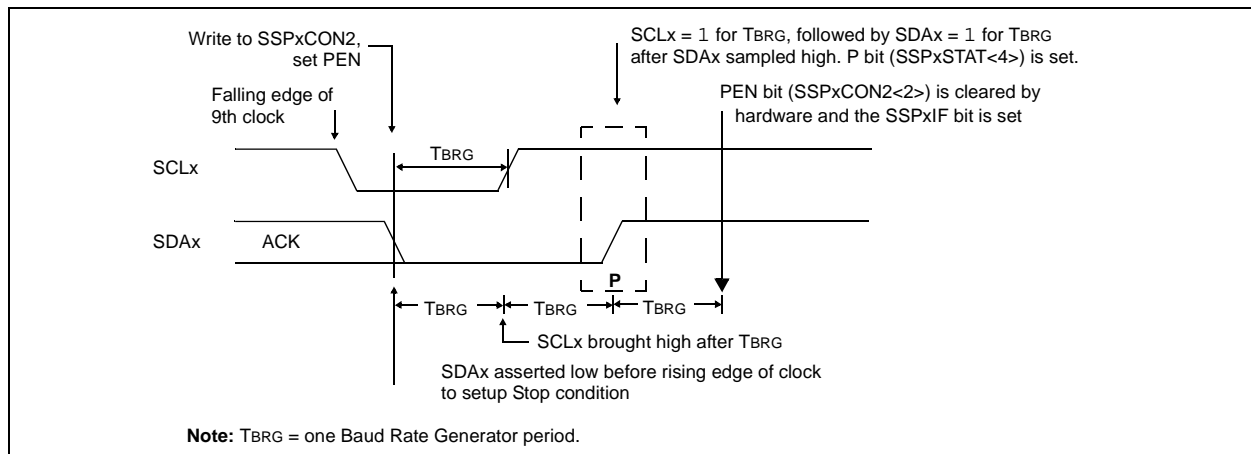 Write to SSPxCON2,
set PEN
SCLx = 1 for TBRG, followed by SDAx = 1 for TBRG
after SDAx sampled high. P bit (SSPxSTAT<4>) is set.
Falling edge of
9th clock
PEN bit (SSPxCON2<2>) is cleared by
hardware and the SSPxIF bit is set
TBRG
SCLx
SDAx
ACK
P
TBRG
TBRG
TBRG
SCLx brought high after TBRG
SDAx asserted low before rising edge of clock
to setup Stop condition
Note: TBRG = one Baud Rate Generator period.